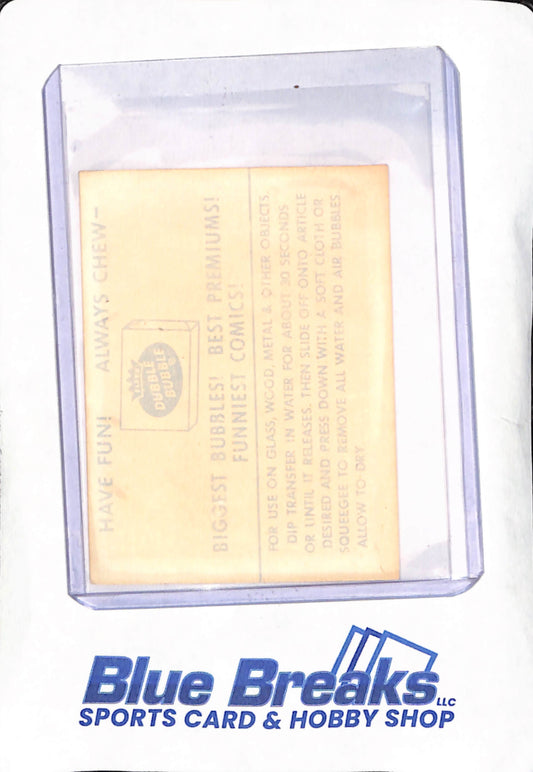 HAVE FUN! ALWAYS CHEW—
FLEER
DUBBLE
BUBBLE
BIGGEST BUBBLES! BEST PREMIUMS!
FUNNIEST COMICS!
FOR USE ON GLASS, WOOD, METAL & OTHER OBJECTS
DIP TRANSFER IN WATER FOR ABOUT 30 SECONDS
OR UNTIL IT RELEASES. THEN SLIDE OFF ONTO ARTICLE
DESIRED AND PRESS DOWN WITH A SOFT CLOTH OR
SQUEEGEE TO REMOVE ALL WATER AND AIR BUBBLES
ALLOW TO DRY
Blue Breaks LLC
SPORTS CARD & HOBBY SHOP